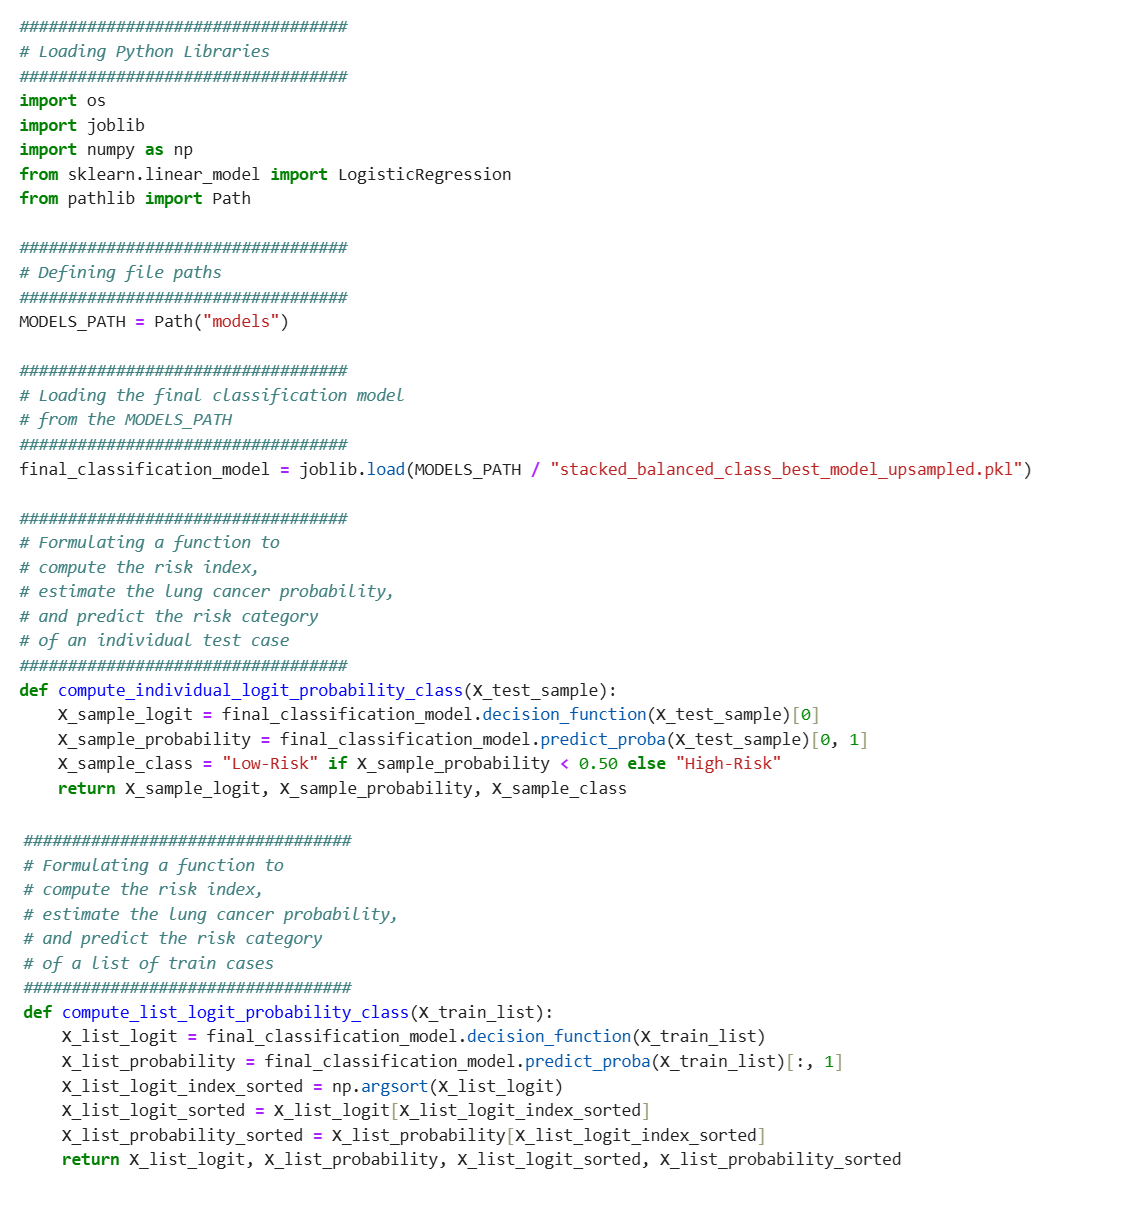 ##################################
# Loading Python Libraries
##################################
import os
import joblib
import numpy as np
from sklearn.linear_model import LogisticRegression
from pathlib import Path
##################################
# Defining file paths
##################################
MODELS_PATH = Path("models")
##################################
# Loading the final classification model
# from the MODELS_PATH
##################################
final_classification_model = joblib.load(MODELS_PATH / "stacked_balanced_class_best_model_upsampled.pkl")
##################################
# Formulating a function to
# compute the risk index,
# estimate the lung cancer probability,
# and predict the risk category
# of an individual test case
##################################
def compute_individual_logit_probability_class(X_test_sample):
    X_sample_logit = final_classification_model.decision_function(X_test_sample)[0]
    X_sample_probability = final_classification_model.predict_proba(X_test_sample)[0, 1]
    X_sample_class = "Low-Risk" if X_sample_probability < 0.50 else "High-Risk"
    return X_sample_logit, X_sample_probability, X_sample_class
##################################
# Formulating a function to
# compute the risk index,
# estimate the lung cancer probability,
# and predict the risk category
# of a list of train cases
##################################
def compute_list_logit_probability_class(X_train_list):
    X_list_logit = final_classification_model.decision_function(X_train_list)
    X_list_probability = final_classification_model.predict_proba(X_train_list)[:, 1]
    X_list_logit_index_sorted = np.argsort(X_list_logit)
    X_list_logit_sorted = X_list_logit[X_list_logit_index_sorted]
    X_list_probability_sorted = X_list_probability[X_list_logit_index_sorted]
    return X_list_logit, X_list_probability, X_list_logit_sorted, X_list_probability_sorted